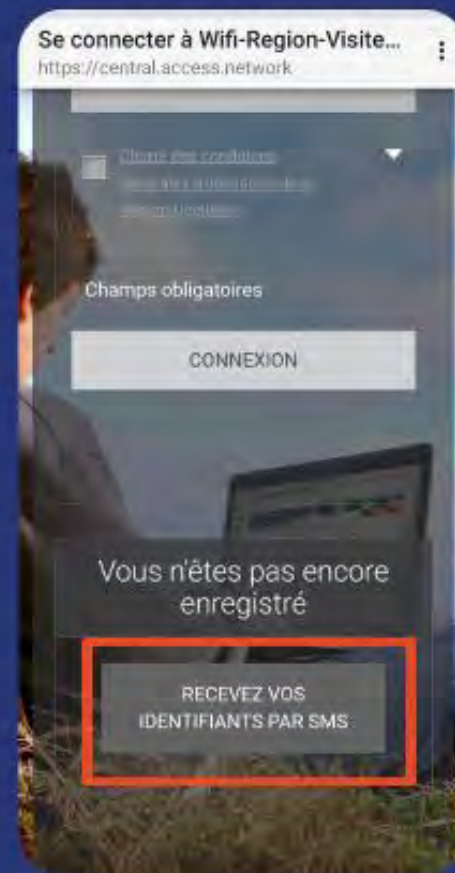 Se connecter à Wifi-Region-Visite...
https://central.access.network
Champs obligatoires
CONNEXION
Vous n'êtes pas encore
enregistré
RECEVEZ VOS
IDENTIFIANTS PAR SMS